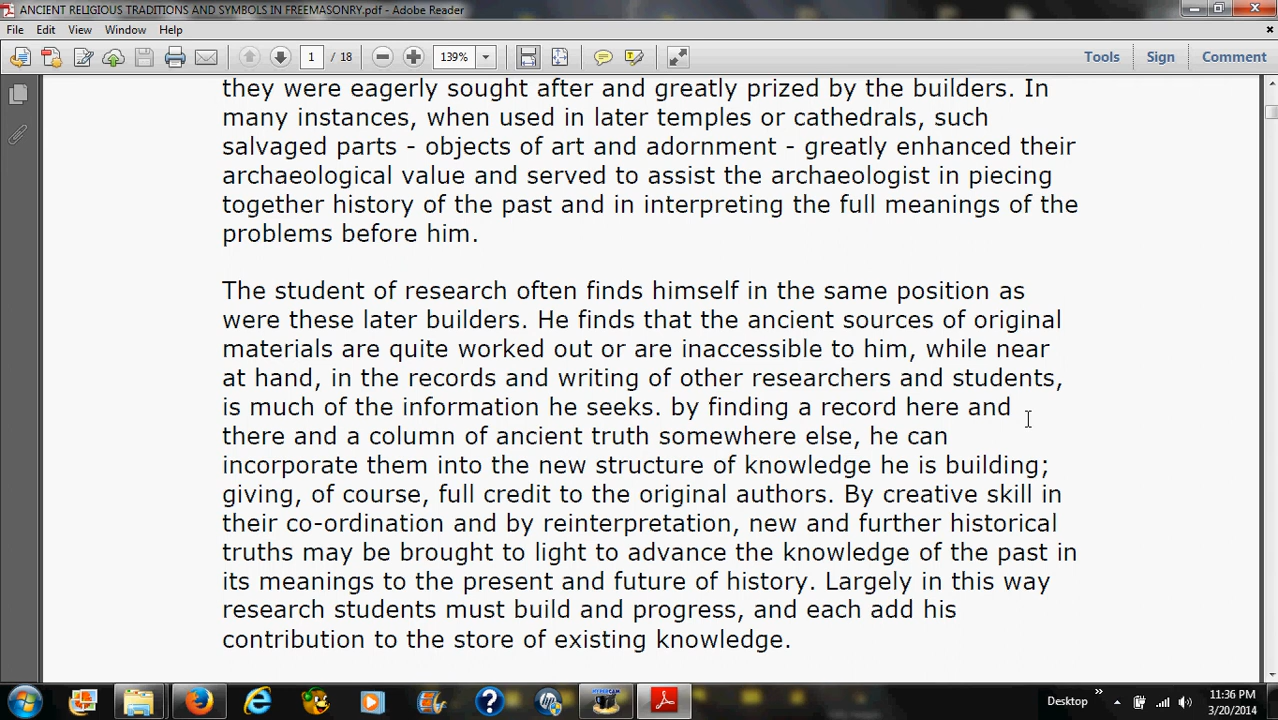 ANCIENT RELIGIOUS TRADITIONS AND SYMBOLS IN FREEMASONRY.pdf - Adobe Reader
File Edit View Window Help
1 / 18 139% Tools Sign Comment
they were eagerly sought after and greatly prized by the builders. In
many instances, when used in later temples or cathedrals, such
salvaged parts - objects of art and adornment - greatly enhanced their
archaeological value and served to assist the archaeologist in piecing
together history of the past and in interpreting the full meanings of the
problems before him.
The student of research often finds himself in the same position as
were these later builders. He finds that the ancient sources of original
materials are quite worked out or are inaccessible to him, while near
at hand, in the records and writing of other researchers and students,
is much of the information he seeks. by finding a record here and
there and a column of ancient truth somewhere else, he can
incorporate them into the new structure of knowledge he is building;
giving, of course, full credit to the original authors. By creative skill in
their co-ordination and by reinterpretation, new and further historical
truths may be brought to light to advance the knowledge of the past in
its meanings to the present and future of history. Largely in this way
research students must build and progress, and each add his
contribution to the store of existing knowledge.
Desktop 11:36 PM
3/20/2014